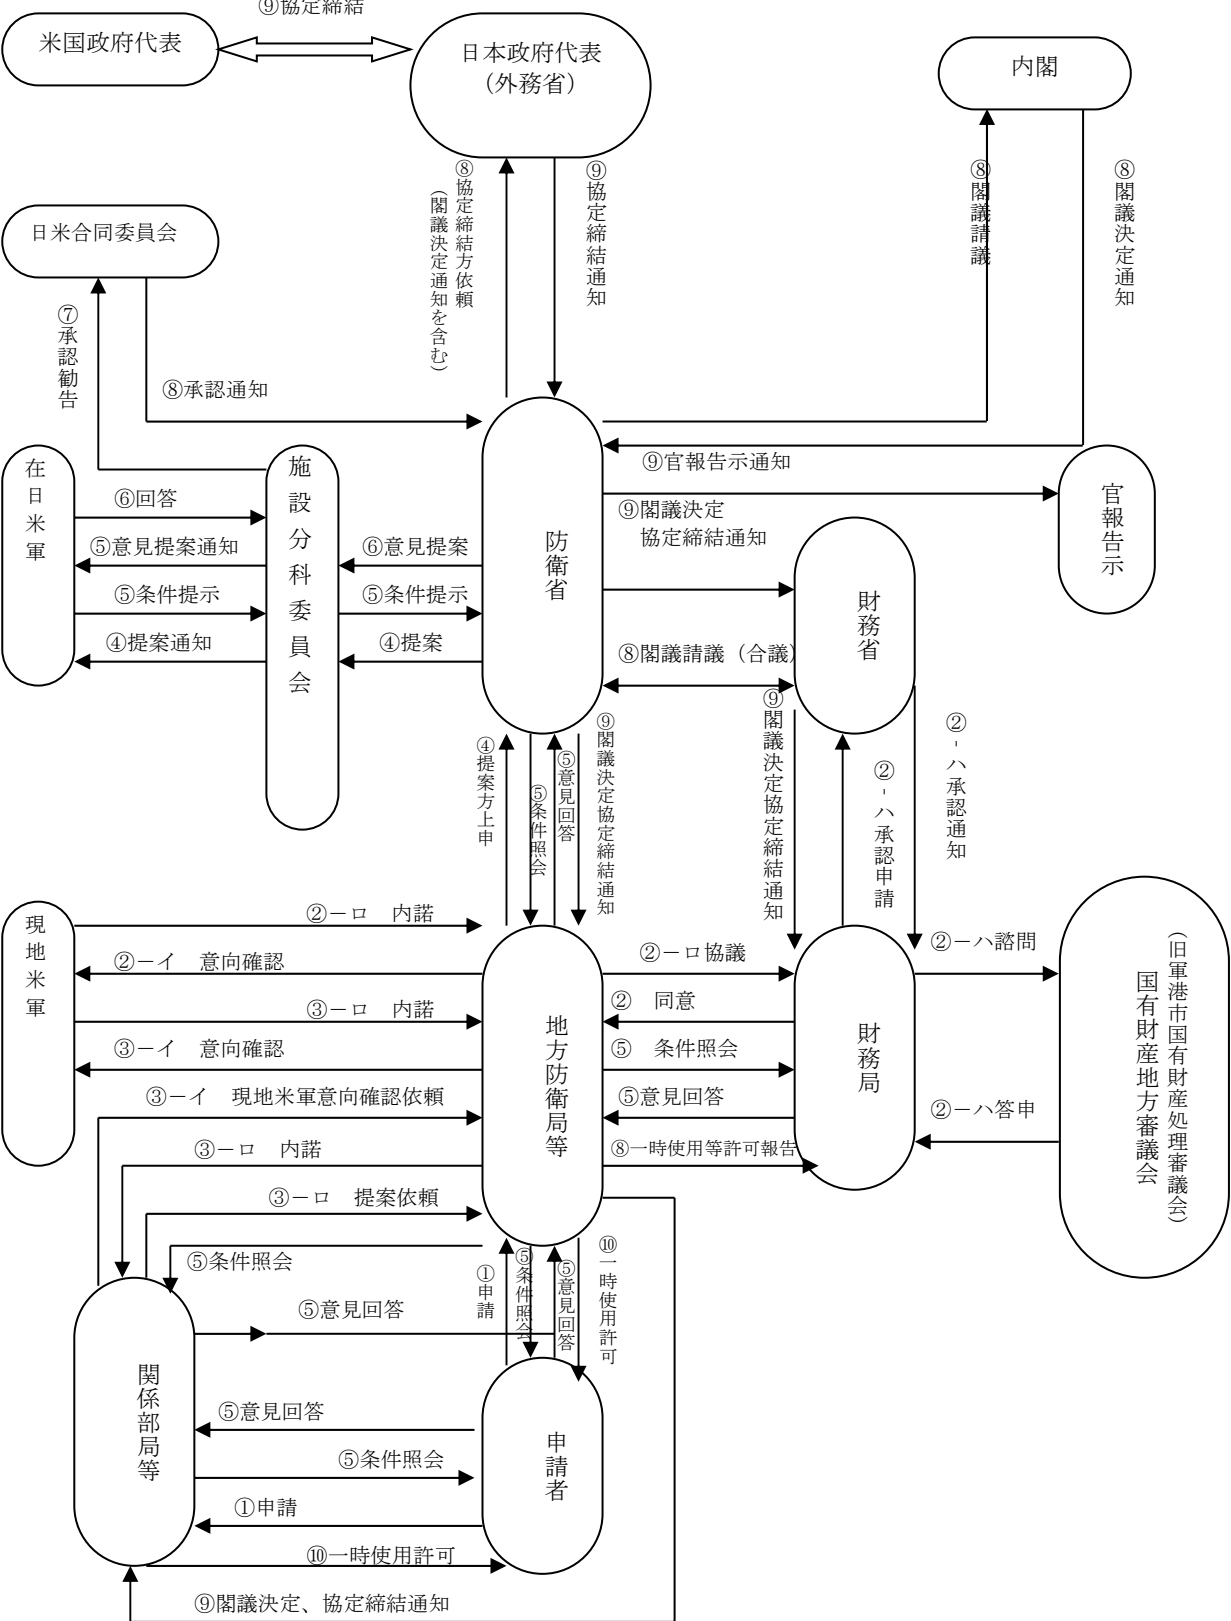 ⑨協定締結
米国政府代表
日本政府代表
（外務省）
内閣
⑧協定締結方依頼
（閣議決定通知を含む）
⑨協定締結通知
⑧閣議請議
⑧閣議決定通知
日米合同委員会
⑦承認勧告
⑧承認通知
在日米軍
施設分科委員会
防衛省
⑨官報告示通知
官報告示
⑥回答
⑨閣議決定
協定締結通知
⑤意見提案通知
⑥意見提案
財務省
⑤条件提示
⑤条件提示
④提案通知
④提案
⑧閣議請議（合議）
④提案方上申
⑤条件照会
⑤意見回答
⑨閣議決定協定締結通知
⑨閣議決定協定締結通知
②-ハ承認申請
②-ハ承認通知
現地米軍
②－ロ　内諾
②－イ　意向確認
③－ロ　内諾
③－イ　意向確認
③－イ　現地米軍意向確認依頼
③－ロ　内諾
③－ロ　提案依頼
⑤条件照会
地方防衛局等
②－ロ協議
②　同意
⑤　条件照会
⑤意見回答
⑧一時使用等許可報告
財務局
②－ハ諮問
②－ハ答申
国有財産地方審議会
（旧軍港市国有財産処理審議会）
①申請
⑤条件照会
⑤意見回答
⑩一時使用許可
⑤意見回答
関係部局等
申請者
⑤意見回答
⑤条件照会
①申請
⑩一時使用許可
⑨閣議決定、協定締結通知